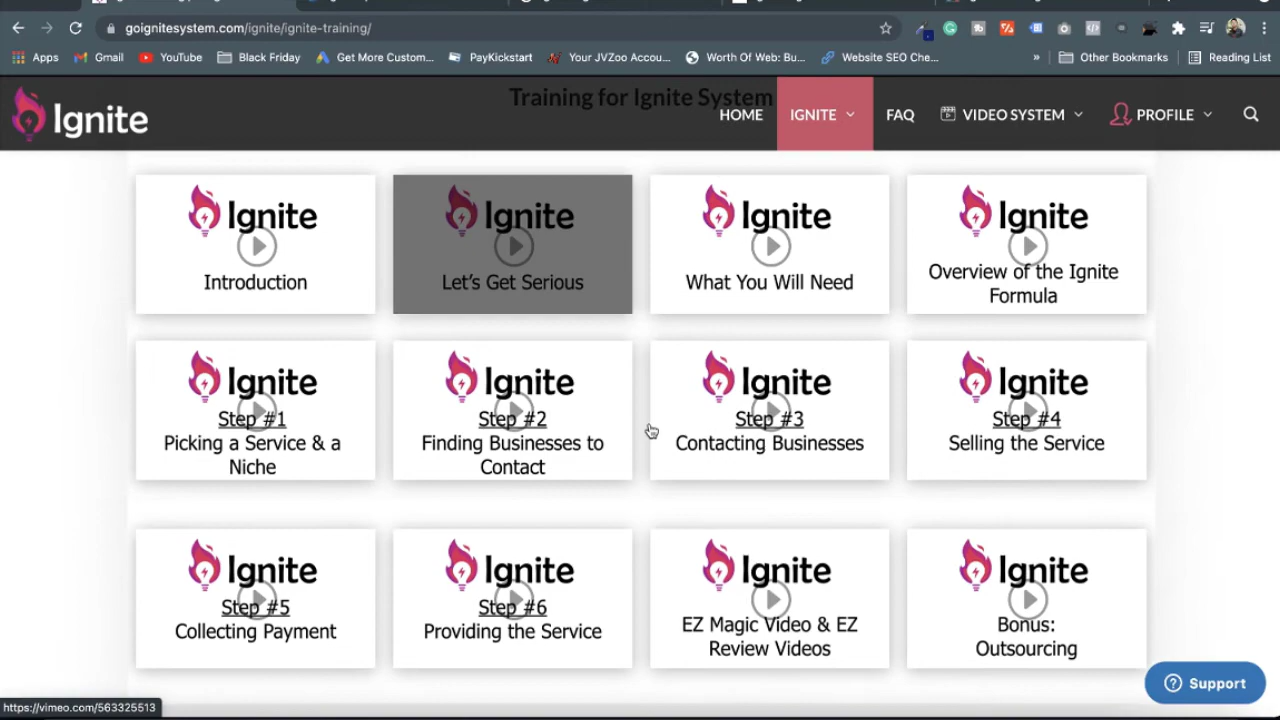 goignitesystem.com/ignite/ignite-training/
Apps
Gmail
YouTube
Black Friday
Get More Custom...
PayKickstart
Your JVZoo Accou...
Worth Of Web: Bu...
Website SEO Che...
»
Other Bookmarks
Reading List
Ignite
Training for Ignite System
HOME
IGNITE
FAQ
VIDEO SYSTEM
PROFILE
Ignite
Introduction
Ignite
Let's Get Serious
Ignite
What You Will Need
Ignite
Overview of the Ignite
Formula
Ignite
Step #1
Picking a Service & a
Niche
Ignite
Step #2
Finding Businesses to
Contact
Ignite
Step #3
Contacting Businesses
Ignite
Step #4
Selling the Service
Ignite
Step #5
Collecting Payment
Ignite
Step #6
Providing the Service
Ignite
EZ Magic Video & EZ
Review Videos
Ignite
Bonus:
Outsourcing
Support
https://vimeo.com/563325513